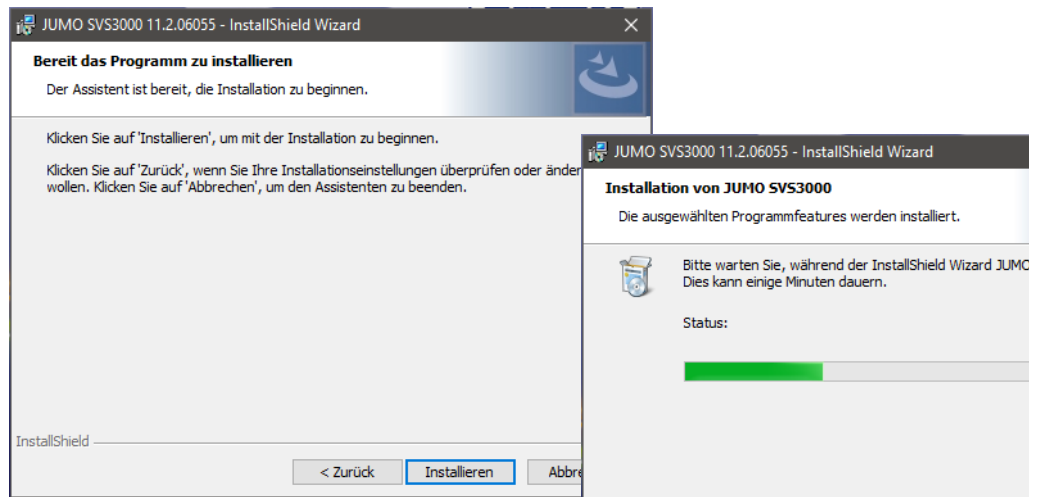 JUMO SVS3000 11.2.06055 - InstallShield Wizard
Bereit das Programm zu installieren
Der Assistent ist bereit, die Installation zu beginnen.
Klicken Sie auf 'Installieren', um mit der Installation zu beginnen.
Klicken Sie auf 'Zurück', wenn Sie Ihre Installationseinstellungen überprüfen oder änder
wollen. Klicken Sie auf 'Abbrechen', um den Assistenten zu beenden.
InstallShield
< Zurück
Installieren
Abbre
JUMO SVS3000 11.2.06055 - InstallShield Wizard
Installation von JUMO SVS3000
Die ausgewählten Programmfeatures werden installiert.
Bitte warten Sie, während der InstallShield Wizard JUMO
Dies kann einige Minuten dauern.
Status: